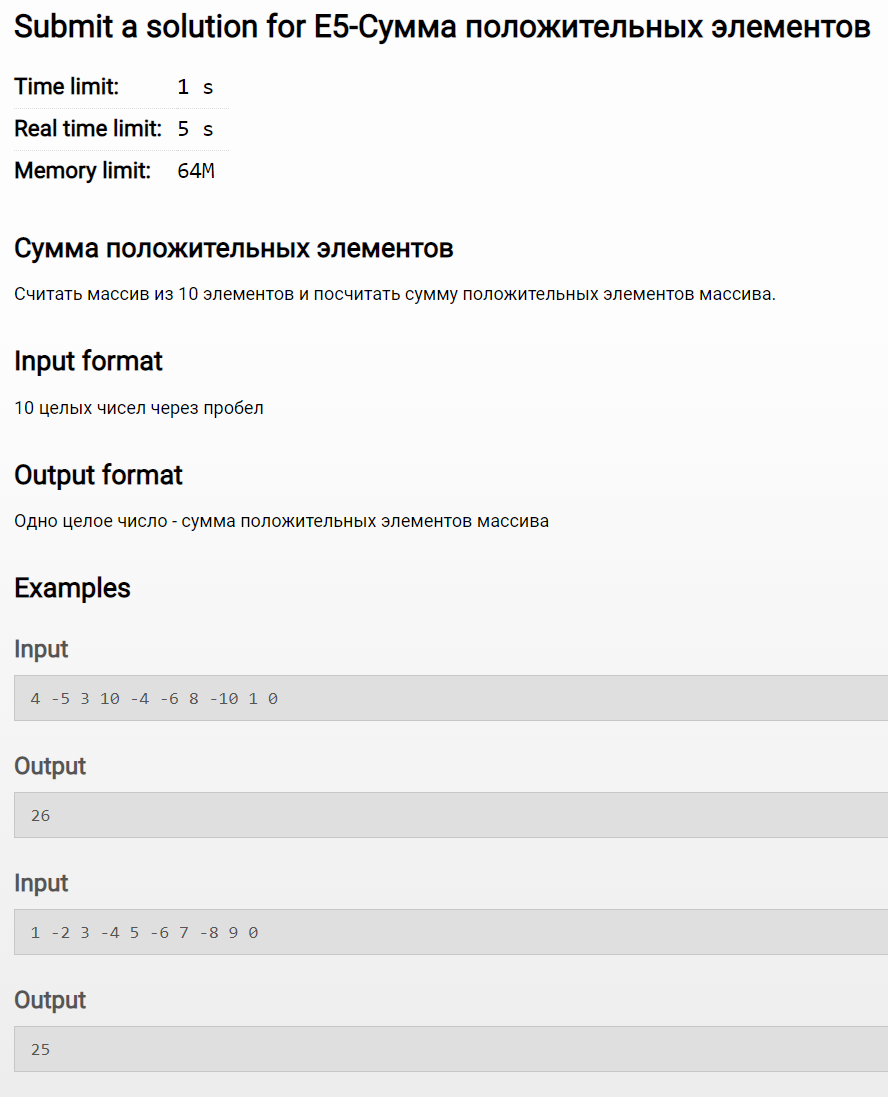 Submit a solution for E5-Сумма положительных элементов
Time limit: 1 s
Real time limit: 5 s
Memory limit: 64M
Сумма положительных элементов
Считать массив из 10 элементов и посчитать сумму положительных элементов массива.
Input format
10 целых чисел через пробел
Output format
Одно целое число - сумма положительных элементов массива
Examples
Input
4 -5 3 10 -4 -6 8 -10 1 0
Output
26
Input
1 -2 3 -4 5 -6 7 -8 9 0
Output
25